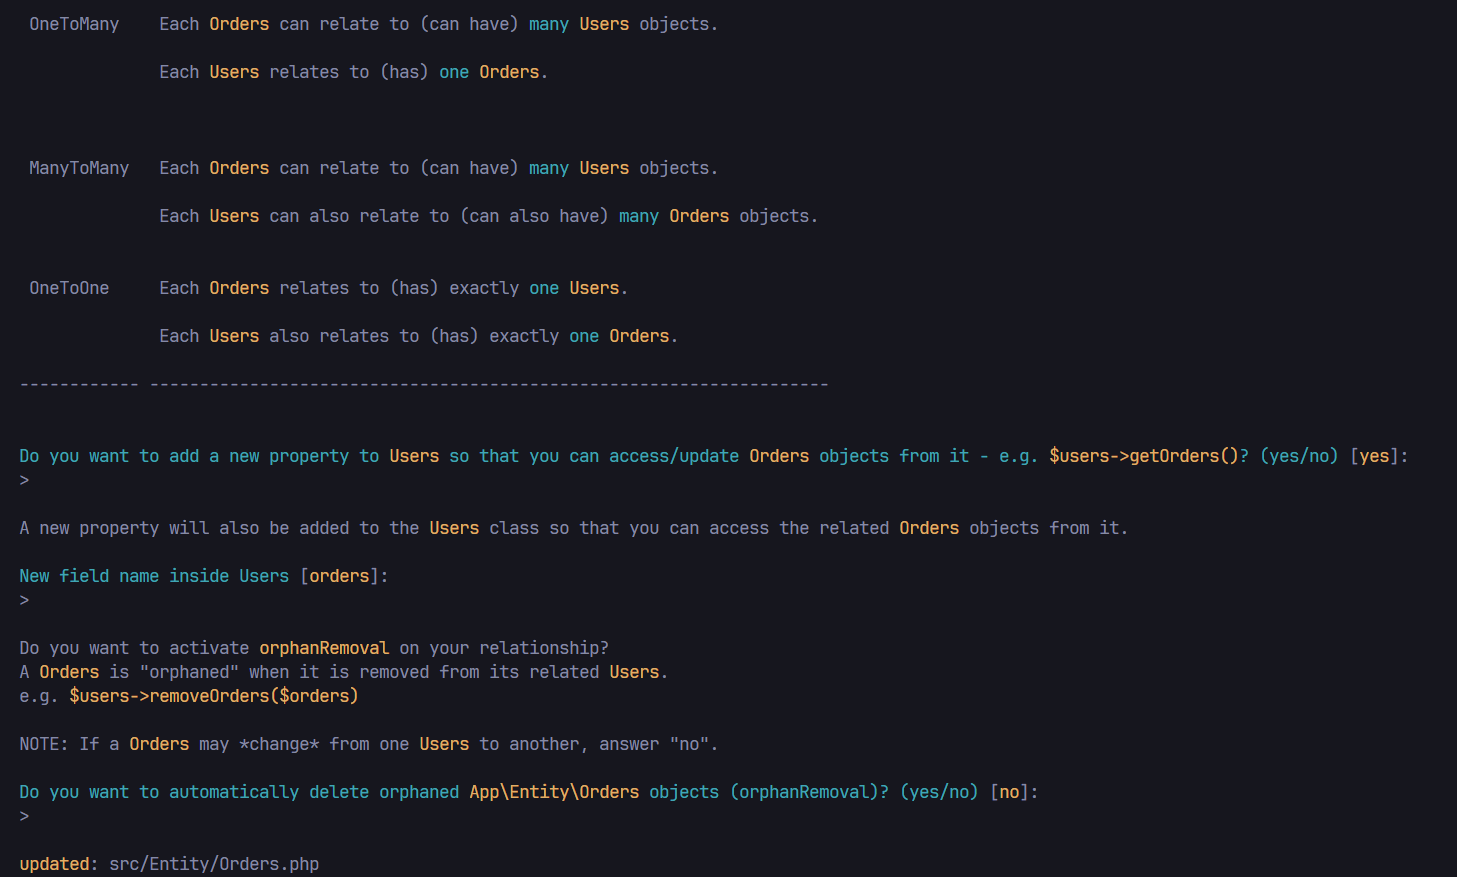 OneToMany    Each Orders can relate to (can have) many Users objects.
Each Users relates to (has) one Orders.
ManyToMany   Each Orders can relate to (can have) many Users objects.
Each Users can also relate to (can also have) many Orders objects.
OneToOne     Each Orders relates to (has) exactly one Users.
Each Users also relates to (has) exactly one Orders.
------------ --------------------------------------------------------------------
Do you want to add a new property to Users so that you can access/update Orders objects from it - e.g. $users->getOrders()? (yes/no) [yes]:
>
A new property will also be added to the Users class so that you can access the related Orders objects from it.
New field name inside Users [orders]:
>
Do you want to activate orphanRemoval on your relationship?
A Orders is "orphaned" when it is removed from its related Users.
e.g. $users->removeOrders($orders)
NOTE: If a Orders may *change* from one Users to another, answer "no".
Do you want to automatically delete orphaned App\Entity\Orders objects (orphanRemoval)? (yes/no) [no]:
>
updated: src/Entity/Orders.php